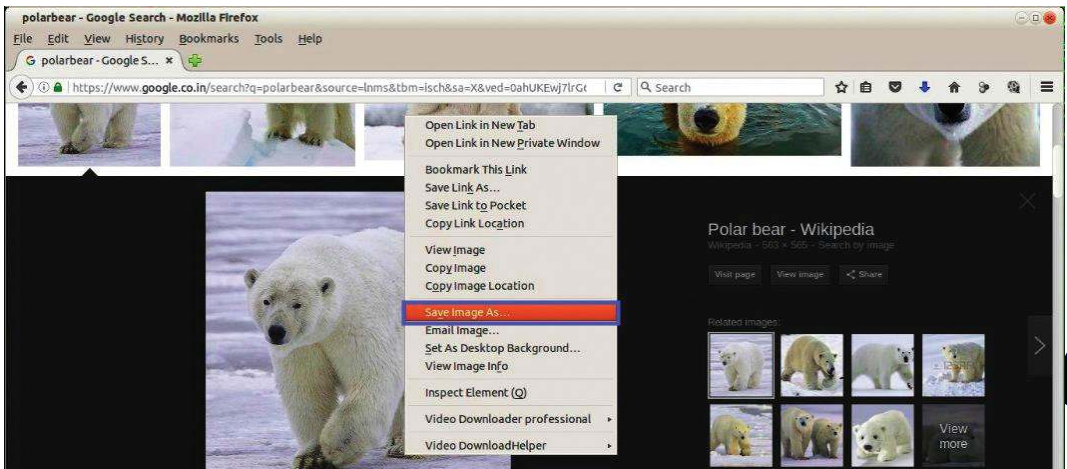 polarbear - Google Search - Mozilla Firefox
File Edit View History Bookmarks Tools Help
G polarbear - Google S... ×
https://www.google.co.in/search?q=polarbear&source=lnms&tbm=isch&sa=X&ved=0ahUKEwj7lrG
Search
Open Link in New Tab
Open Link in New Private Window
Bookmark This Link
Save Link As...
Save Link to Pocket
Copy Link Location
View Image
Copy Image
Copy Image Location
Save Image As...
Email Image...
Set As Desktop Background...
View Image Info
Inspect Element (Q)
Video Downloader professional
Video DownloadHelper
Polar bear - Wikipedia
Wikipedia - 563 × 565 - Search by image
Visit page View image Share
Related images:
View
more